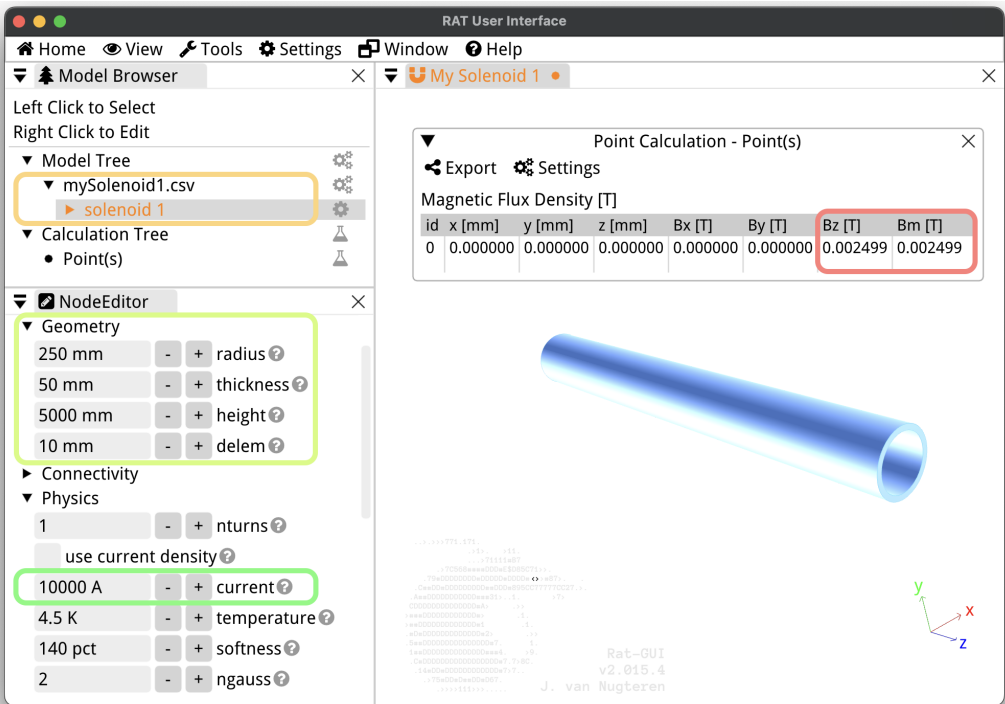 RAT User Interface
Home View Tools Settings Window Help
Model Browser
Left Click to Select
Right Click to Edit
Model Tree
mySolenoid1.csv
solenoid 1
Calculation Tree
Point(s)
NodeEditor
Geometry
250 mm - + radius ?
50 mm - + thickness ?
5000 mm - + height ?
10 mm - + delem ?
Connectivity
Physics
1 - + nturns ?
use current density ?
10000 A - + current ?
4.5 K - + temperature ?
140 pct - + softness ?
2 - + ngauss ?
My Solenoid 1
Point Calculation - Point(s)
Export Settings
Magnetic Flux Density [T]
id x [mm] y [mm] z [mm] Bx [T] By [T] Bz [T] Bm [T]
0 0.000000 0.000000 0.000000 0.000000 0.000000 0.002499 0.002499
y
x
z
Rat-GUI
v2.015.4
J. van Nugteren